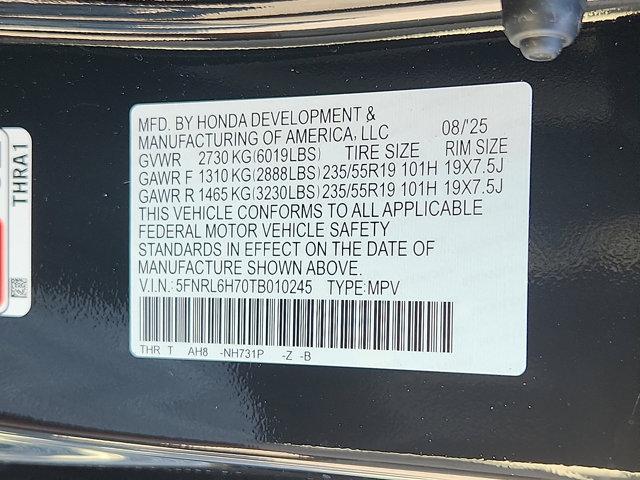 MFD. BY HONDA DEVELOPMENT &
MANUFACTURING OF AMERICA, LLC 08/'25
GVWR 2730 KG(6019LBS) TIRE SIZE RIM SIZE
GAWR F 1310 KG(2888LBS) 235/55R19 101H 19X7.5J
GAWR R 1465 KG(3230LBS) 235/55R19 101H 19X7.5J
THIS VEHICLE CONFORMS TO ALL APPLICABLE
FEDERAL MOTOR VEHICLE SAFETY
STANDARDS IN EFFECT ON THE DATE OF
MANUFACTURE SHOWN ABOVE.
V.I.N.: 5FNRL6H70TB010245 TYPE:MPV
THR T AH8 -NH731P -Z -B
THRA1